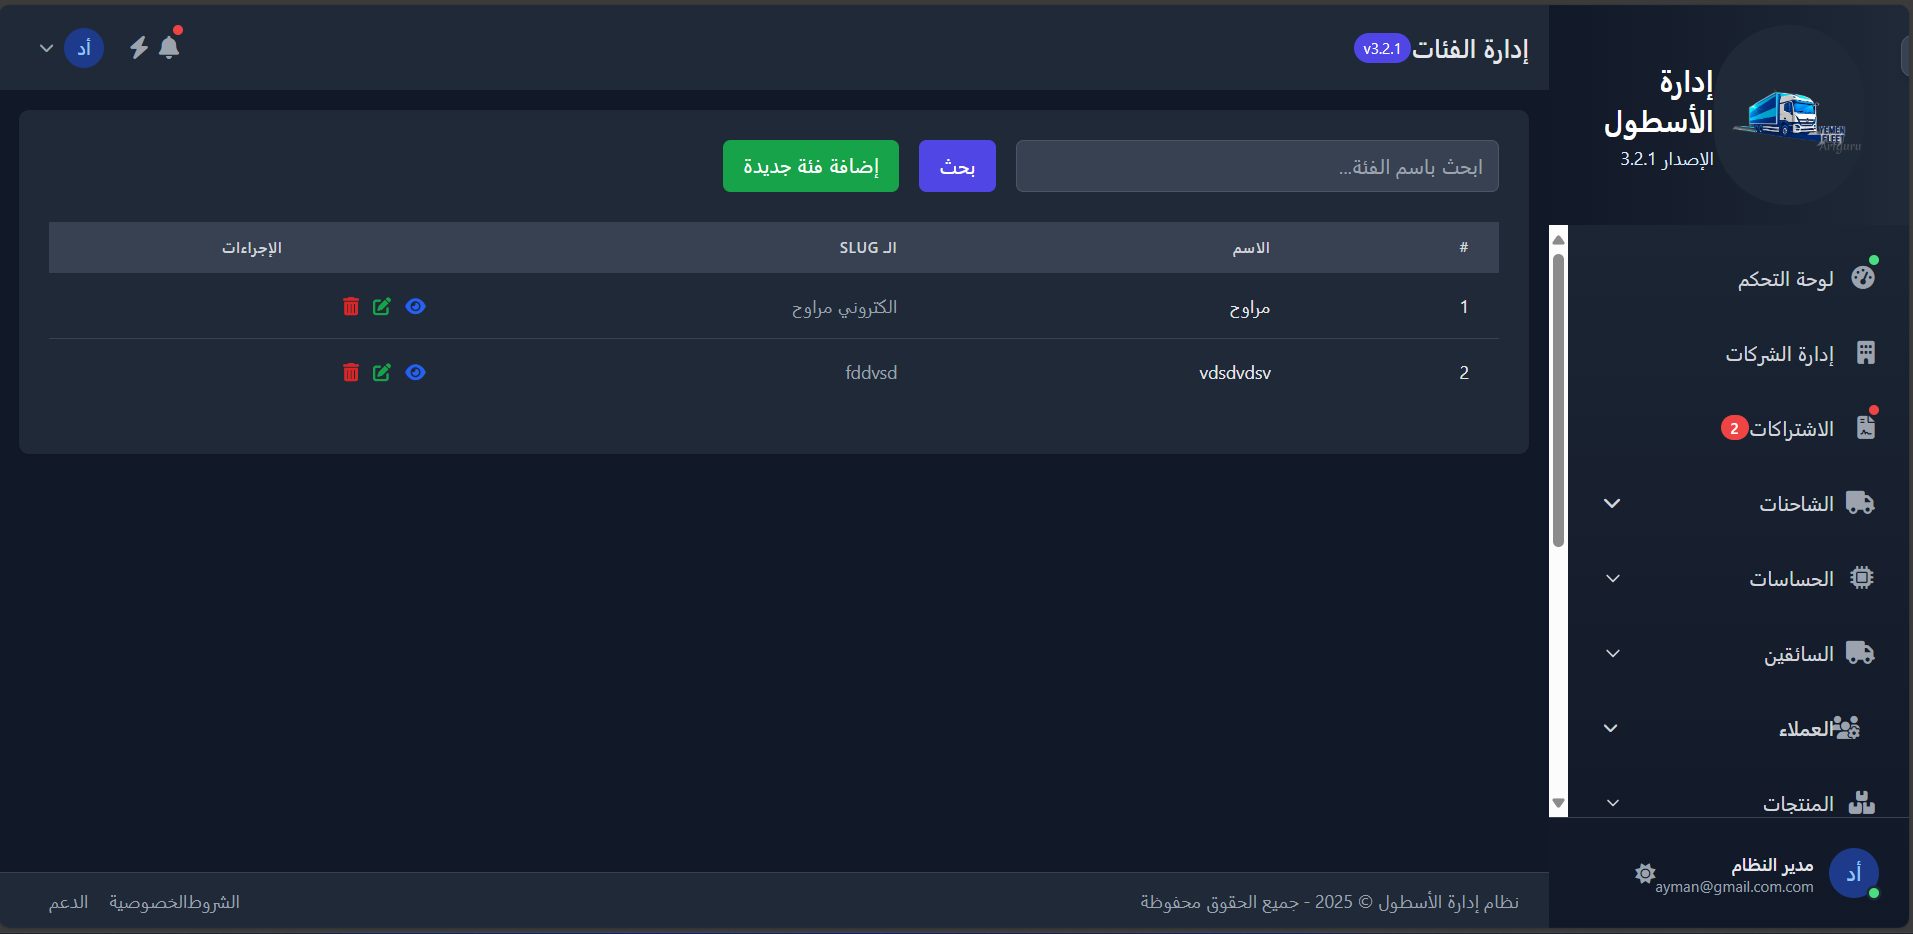 إدارة الأسطول
الإصدار 3.2.1
YEMEN
FLEET
Artguru
لوحة التحكم
إدارة الشركات
الاشتراكات 2
الشاحنات
الحساسات
السائقين
العملاء
المنتجات
أد
مدير النظام
ayman@gmail.com.com
إدارة الفئات v3.2.1
أد
ابحث باسم الفئة...
بحث
إضافة فئة جديدة
# الاسم الـ SLUG الإجراءات
1 مراوح الكتروني مراوح
2 vdsdvdsv fddvsd
نظام إدارة الأسطول © 2025 - جميع الحقوق محفوظة
الشروطالخصوصية الدعم